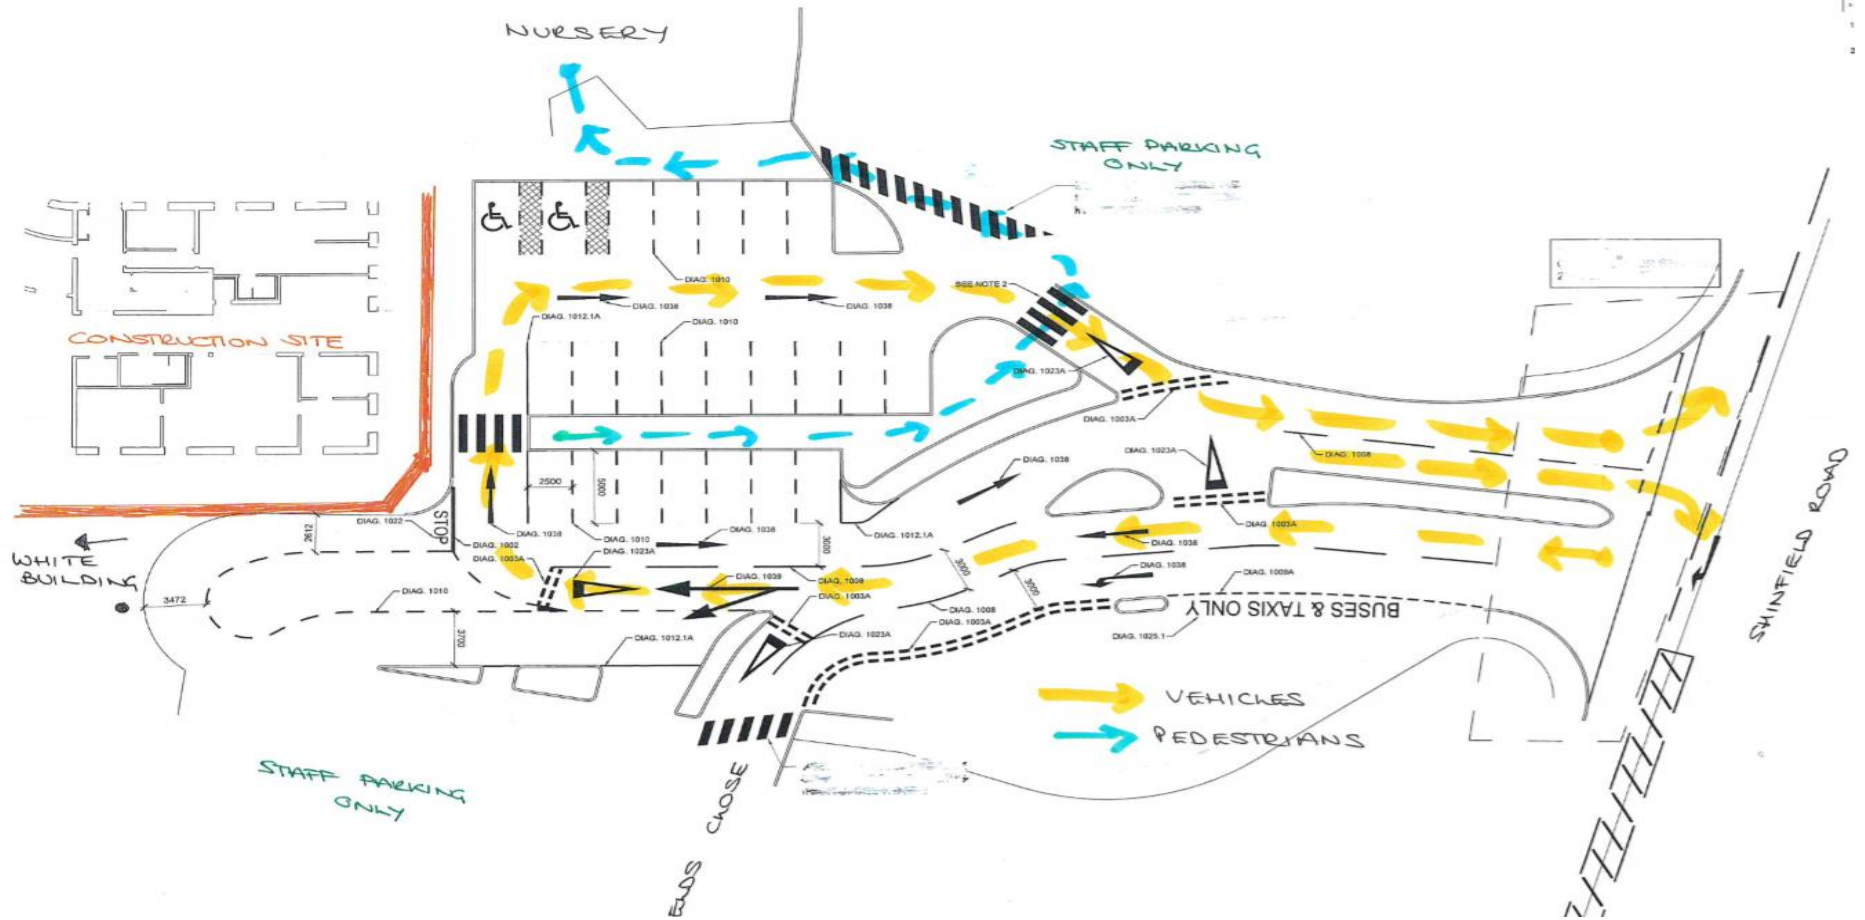 NURSERY
STAFF PARKING
ONLY
SEE NOTE 2
DIAG. 1010
DIAG. 1038
DIAG. 1038
DIAG. 1012.1A
DIAG. 1010
CONSTRUCTION SITE
DIAG. 1023A
DIAG. 1003A
DIAG. 1023A
DIAG. 1008
DIAG. 1038
2500
5000
STOP
DIAG. 1022
2612
DIAG. 1002
DIAG. 1003A
DIAG. 1038
DIAG. 1010
DIAG. 1023A
DIAG. 1038
3000
DIAG. 1012.1A
DIAG. 1003A
DIAG. 1038
WHITE
BUILDING
3472
DIAG. 1010
3700
DIAG. 1039
DIAG. 1008
DIAG. 1003A
3000
3000
DIAG. 1038
DIAG. 1009A
DIAG. 1008
DIAG. 1003A
DIAG. 1023A
DIAG. 1012.1A
DIAG. 1025.1
BUSES & TAXIS ONLY
SHINFIELD ROAD
VEHICLES
PEDESTRIANS
STAFF PARKING
ONLY
CLOSE